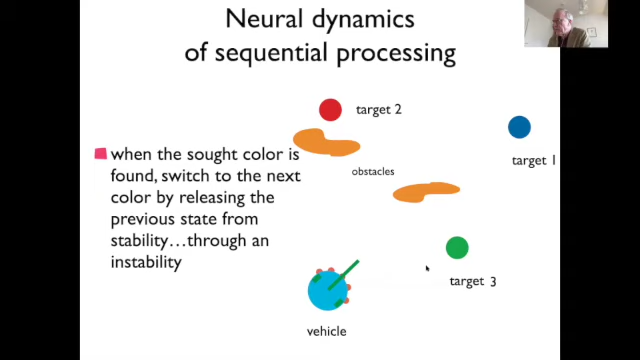 Neural dynamics
of sequential processing
target 2
target 1
when the sought color is
found, switch to the next
color by releasing the
previous state from
stability…through an
instability
obstacles
target 3
vehicle